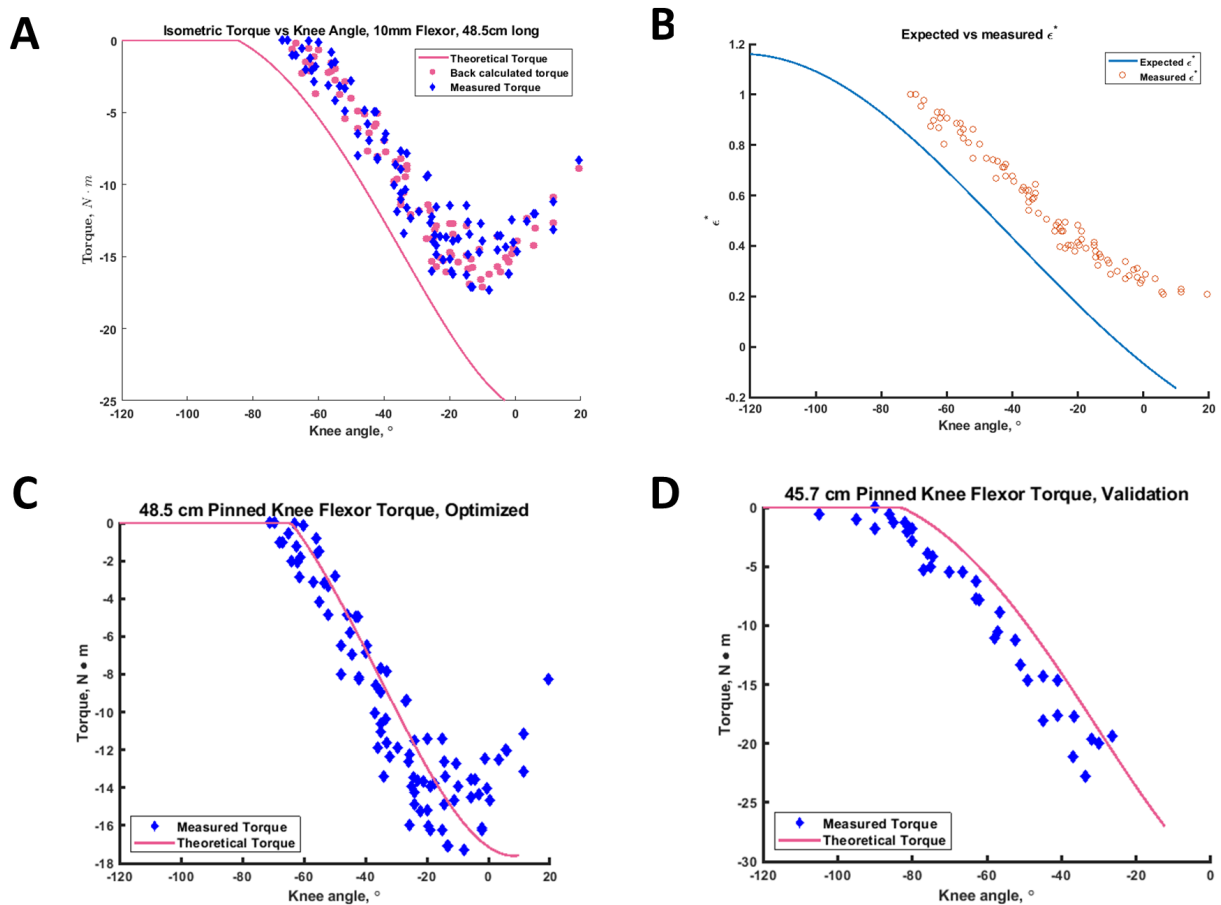 A
Isometric Torque vs Knee Angle, 10mm Flexor, 48.5cm long
Theoretical Torque
Back calculated torque
Measured Torque
0
-5
-10
-15
-20
-25
Torque, N · m
-120 -100 -80 -60 -40 -20 0 20
Knee angle, °
B
Expected vs measured ϵ*
Expected ϵ*
Measured ϵ*
1.2
1
0.8
0.6
0.4
0.2
0
-0.2
ϵ*
-120 -100 -80 -60 -40 -20 0 20
Knee angle, °
C
48.5 cm Pinned Knee Flexor Torque, Optimized
0
-2
-4
-6
-8
-10
-12
-14
-16
-18
Torque, N • m
Measured Torque
Theoretical Torque
-120 -100 -80 -60 -40 -20 0 20
Knee angle, °
D
45.7 cm Pinned Knee Flexor Torque, Validation
0
-5
-10
-15
-20
-25
-30
Torque, N • m
Measured Torque
Theoretical Torque
-120 -100 -80 -60 -40 -20 0
Knee angle, °